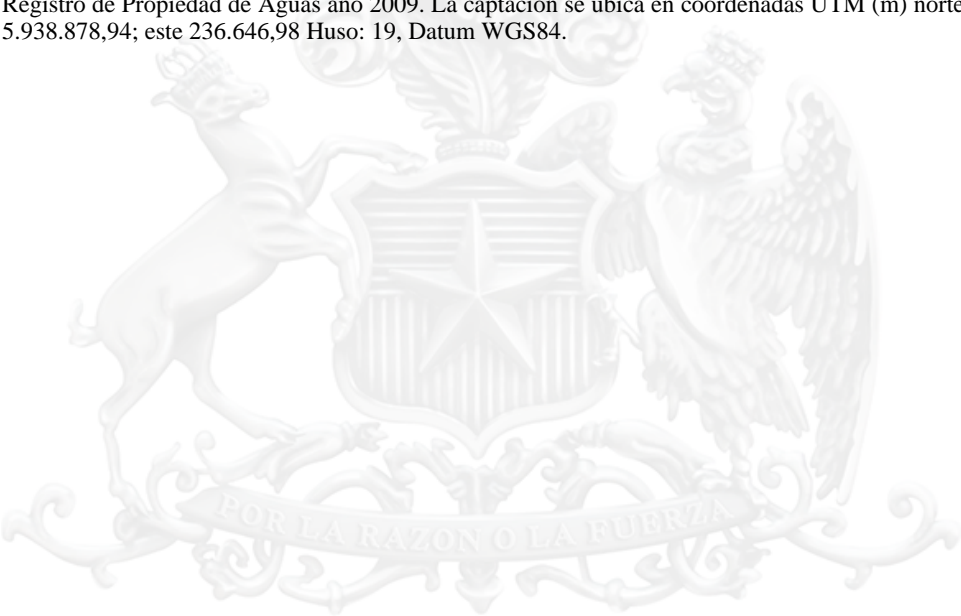 Registro de Propiedad de Aguas año 2009. La captación se ubica en coordenadas UTM (m) norte
5.938.878,94; este 236.646,98 Huso: 19, Datum WGS84.
POR LA RAZON O LA FUERZA